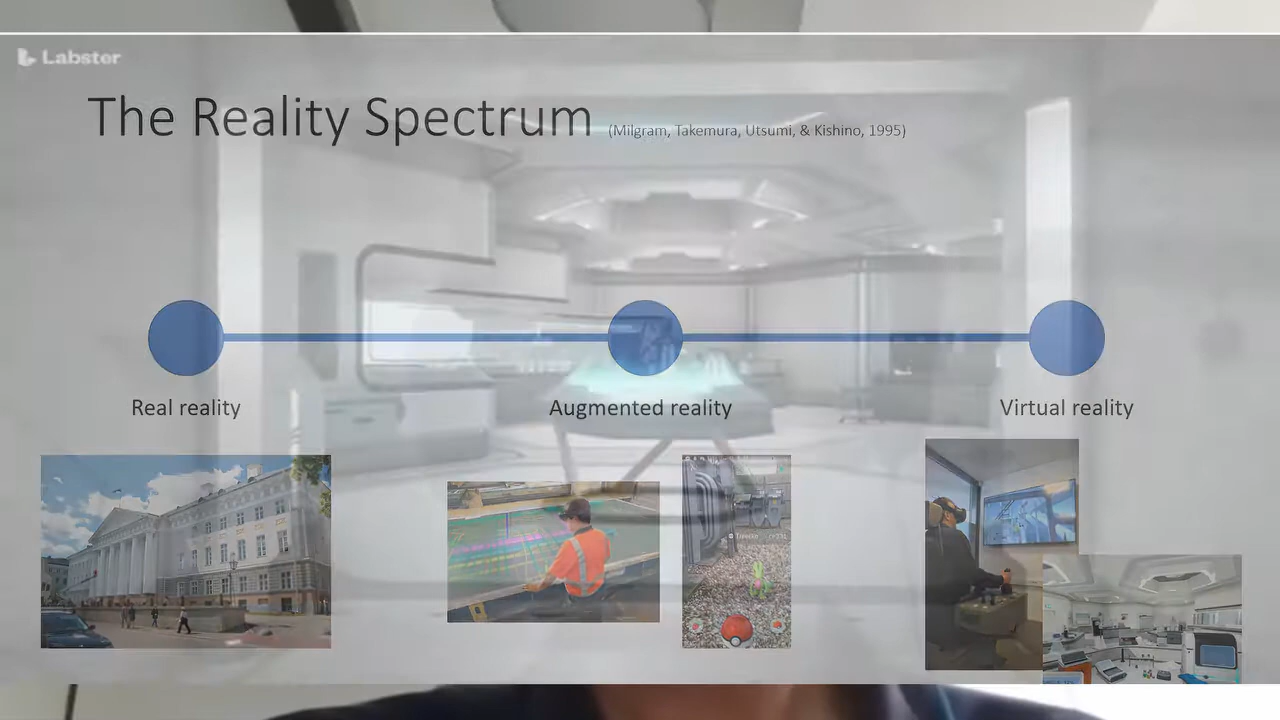 Labster
The Reality Spectrum (Milgram, Takemura, Utsumi, & Kishino, 1995)
Real reality
Augmented reality
Virtual reality